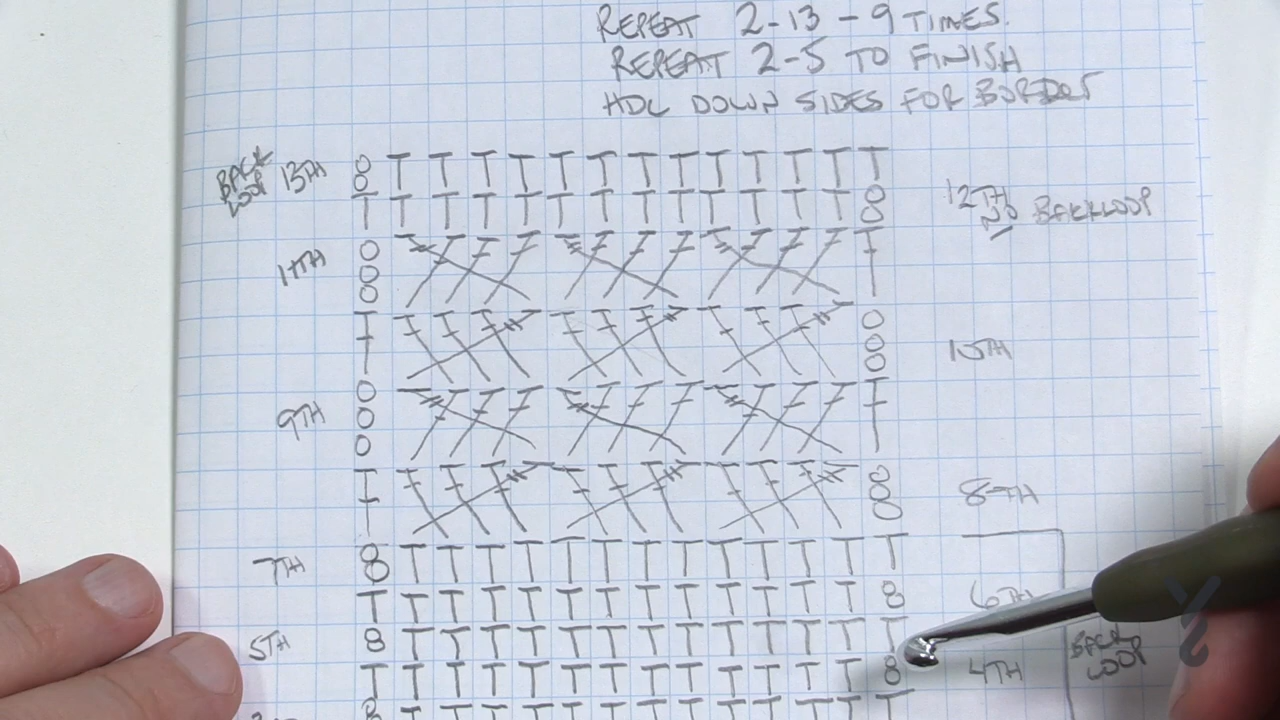 REPEAT 2-13 - 9 TIMES.
REPEAT 2-5 TO FINISH
HDC DOWN SIDES FOR BORDER
BACK LOOP 13TH
12TH
NO BACKLOOP
11TH
10TH
9TH
8TH
7TH
6TH
5TH
4TH
BACK
LOOP